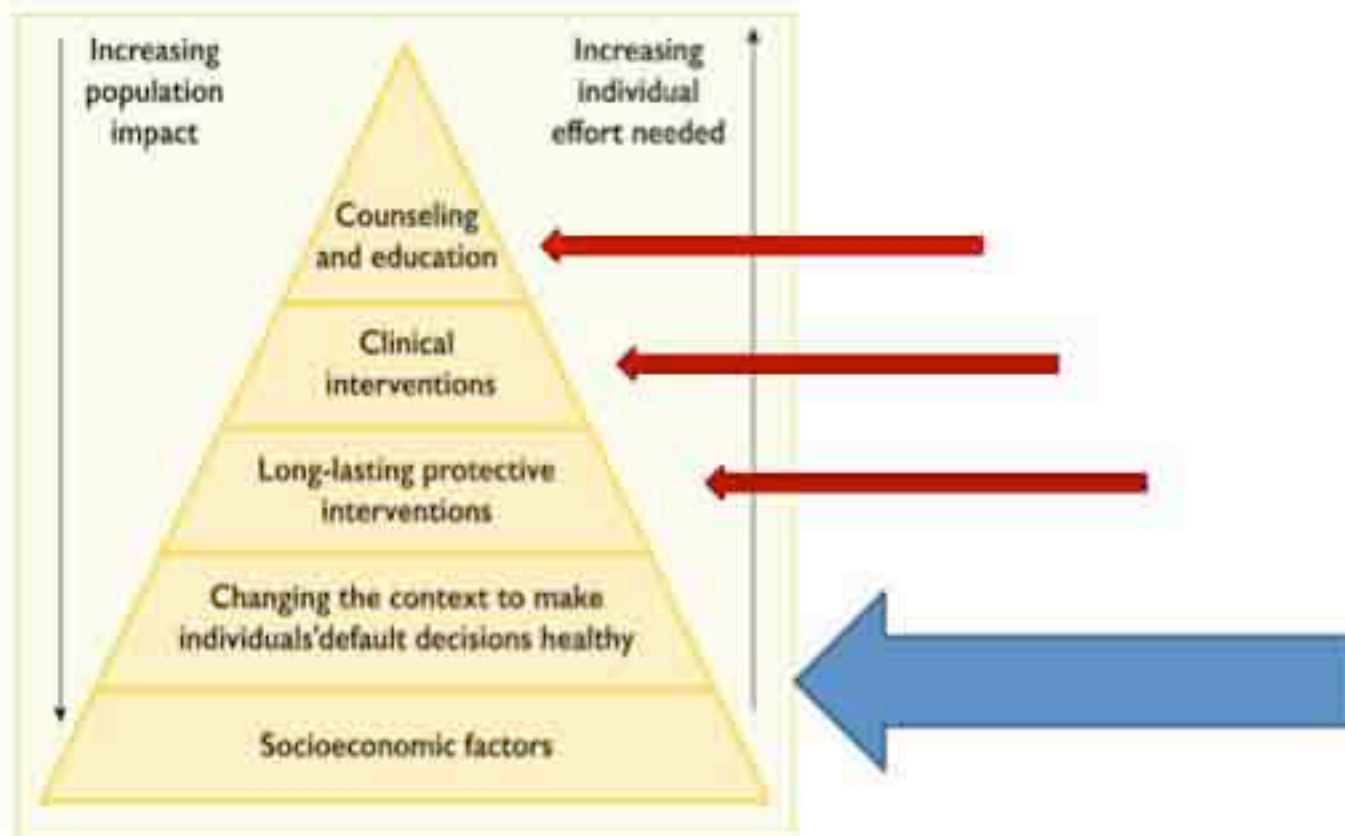 Increasing
population
impact
Increasing
individual
effort needed
Counseling
and education
Clinical
interventions
Long-lasting protective
interventions
Changing the context to make
individuals'default decisions healthy
Socioeconomic factors